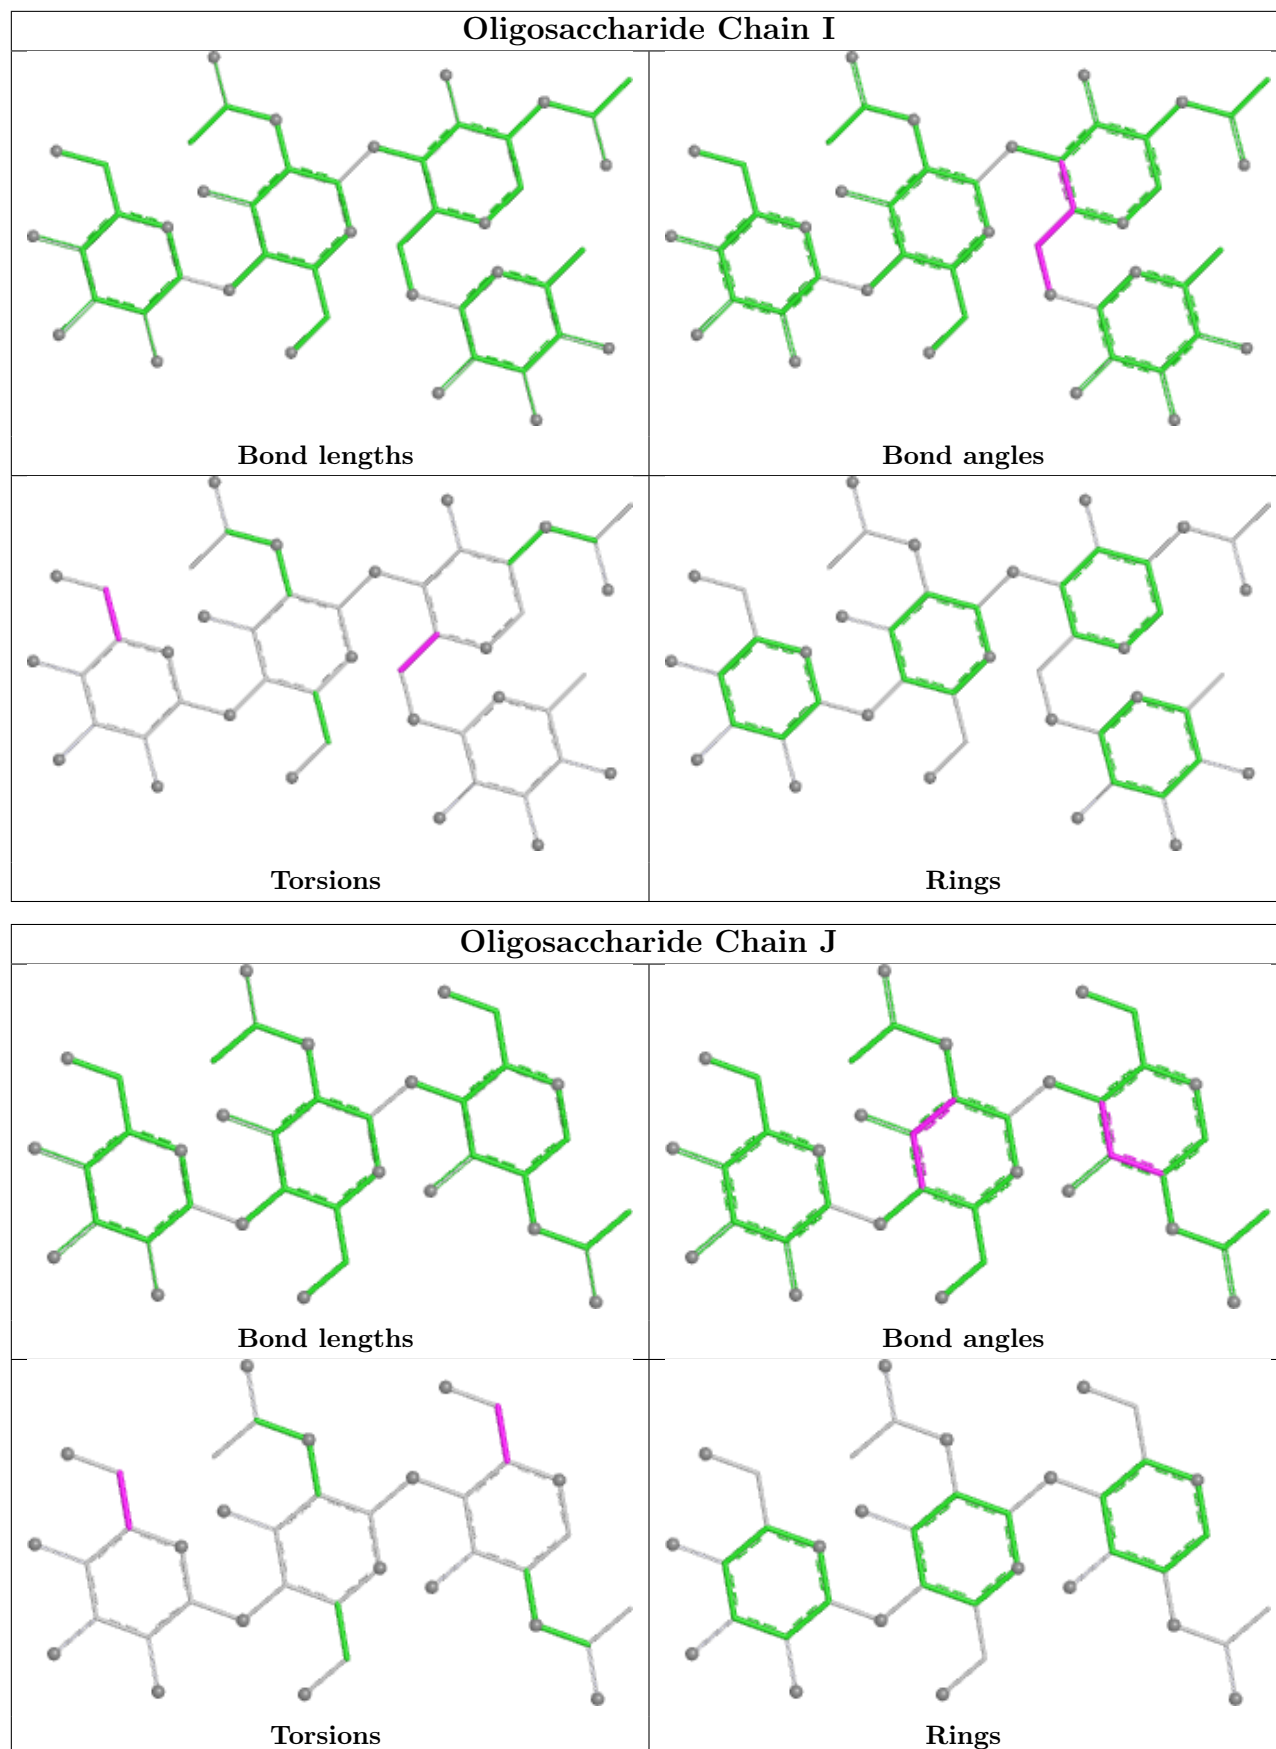 Oligosaccharide Chain I
Bond lengths
Bond angles
Torsions
Rings
Oligosaccharide Chain J
Bond lengths
Bond angles
Torsions
Rings